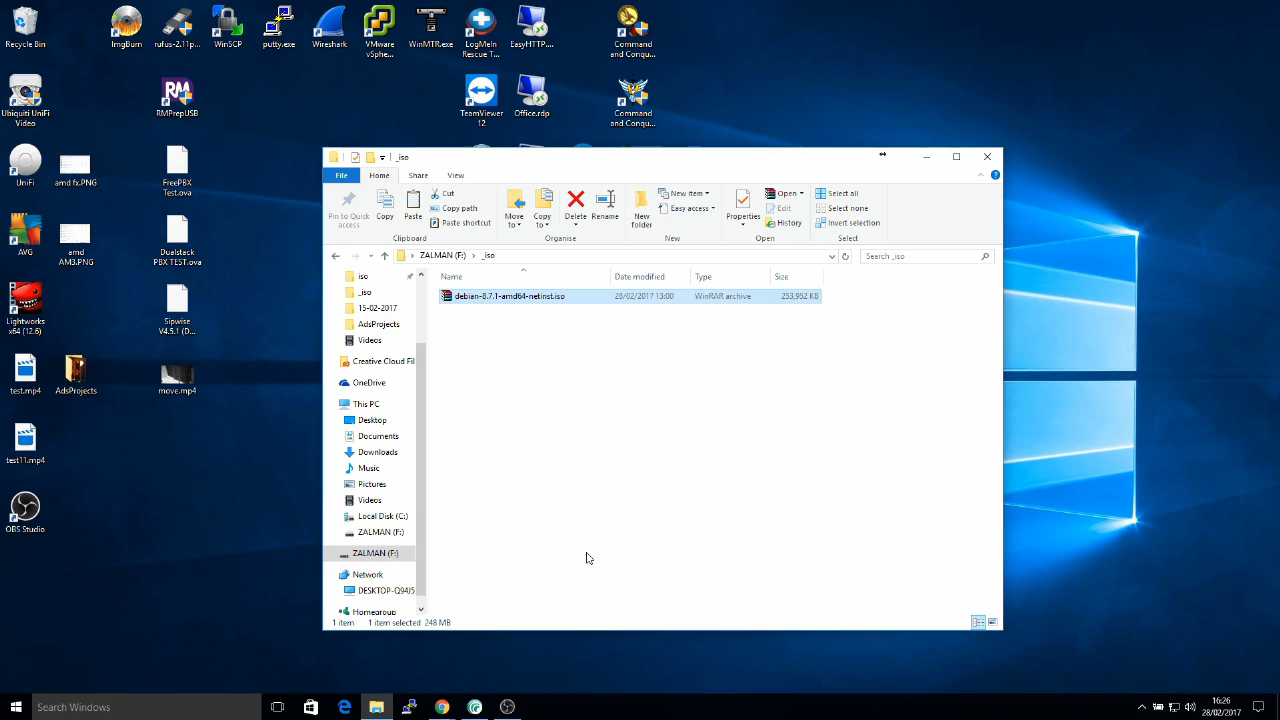 Recycle Bin
ImgBurn
rufus-2.11p...
WinSCP
putty.exe
Wireshark
VMware
vSphe...
WinMTR.exe
LogMeIn
Rescue T...
EasyHTTP....
Command
and Conqu...
Ubiquiti UniFi
Video
RM
RMPrepUSB
TeamViewer
12
Office.rdp
Command
and Conqu...
UniFi
amd fx.PNG
FreePBX
Test.ova
AVG
amd
AM3.PNG
Dualstack
PBX TEST.ova
Lightworks
x64 (12.6)
Sipwise
V4.5.1 (D...
test.mp4
AdsProjects
move.mp4
test11.mp4
OBS Studio
_iso
File
Home
Share
View
Pin to Quick
access
Copy
Paste
Cut
Copy path
Paste shortcut
Clipboard
Move
to
Copy
to
Delete
Rename
Organise
New
folder
New item
Easy access
New
Properties
Open
Edit
History
Open
Select all
Select none
Invert selection
Select
ZALMAN (F:)
_iso
Search _iso
Name
Date modified
Type
Size
debian-8.7.1-amd64-netinst.iso
28/02/2017 13:00
WinRAR archive
253,952 KB
iso
_iso
15-02-2017
AdsProjects
Videos
Creative Cloud Fil
OneDrive
This PC
Desktop
Documents
Downloads
Music
Pictures
Videos
Local Disk (C:)
ZALMAN (F:)
ZALMAN (F:)
Network
DESKTOP-Q94J5
Homegroup
1 item
1 item selected 248 MB
Search Windows
16:26
28/02/2017